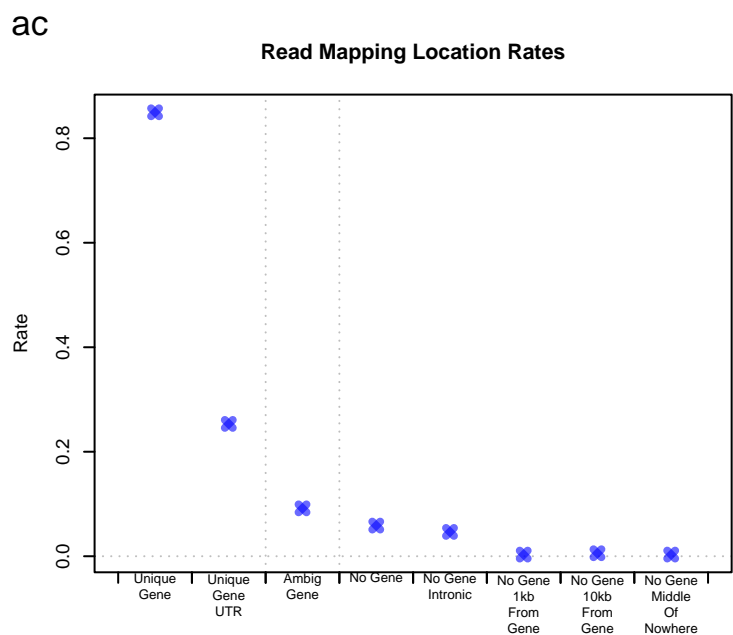 ac
Read Mapping Location Rates
Rate
0.8
0.6
0.4
0.2
0.0
Unique
Gene
Unique
Gene
UTR
Ambig
Gene
No Gene
No Gene
Intronic
No Gene
1kb
From
Gene
No Gene
10kb
From
Gene
No Gene
Middle
Of
Nowhere